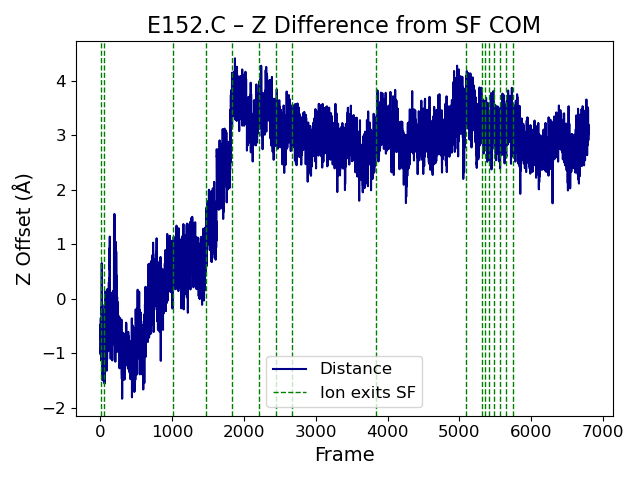 E152.C – Z Difference from SF COM
Z Offset (Å)
4
3
2
1
0
−1
−2
Distance
Ion exits SF
0 1000 2000 3000 4000 5000 6000 7000
Frame